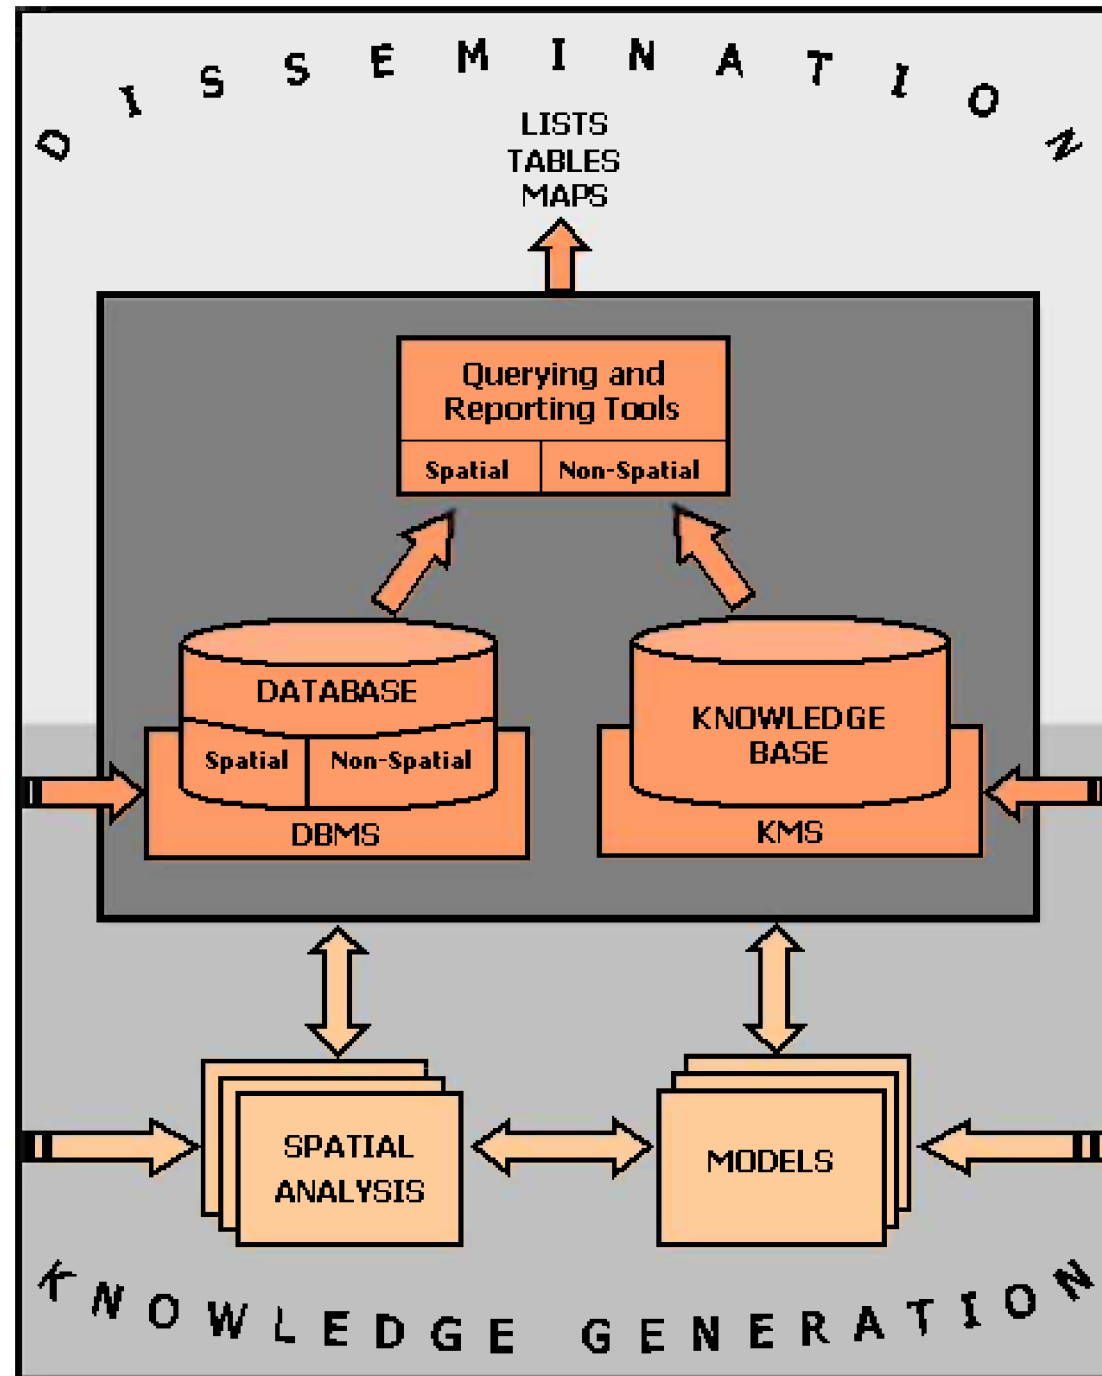 DISSEMINATION
LISTS
TABLES
MAPS
Querying and
Reporting Tools
Spatial Non-Spatial
DATABASE
Spatial Non-Spatial
DBMS
KNOWLEDGE
BASE
KMS
SPATIAL
ANALYSIS
MODELS
KNOWLEDGE GENERATION